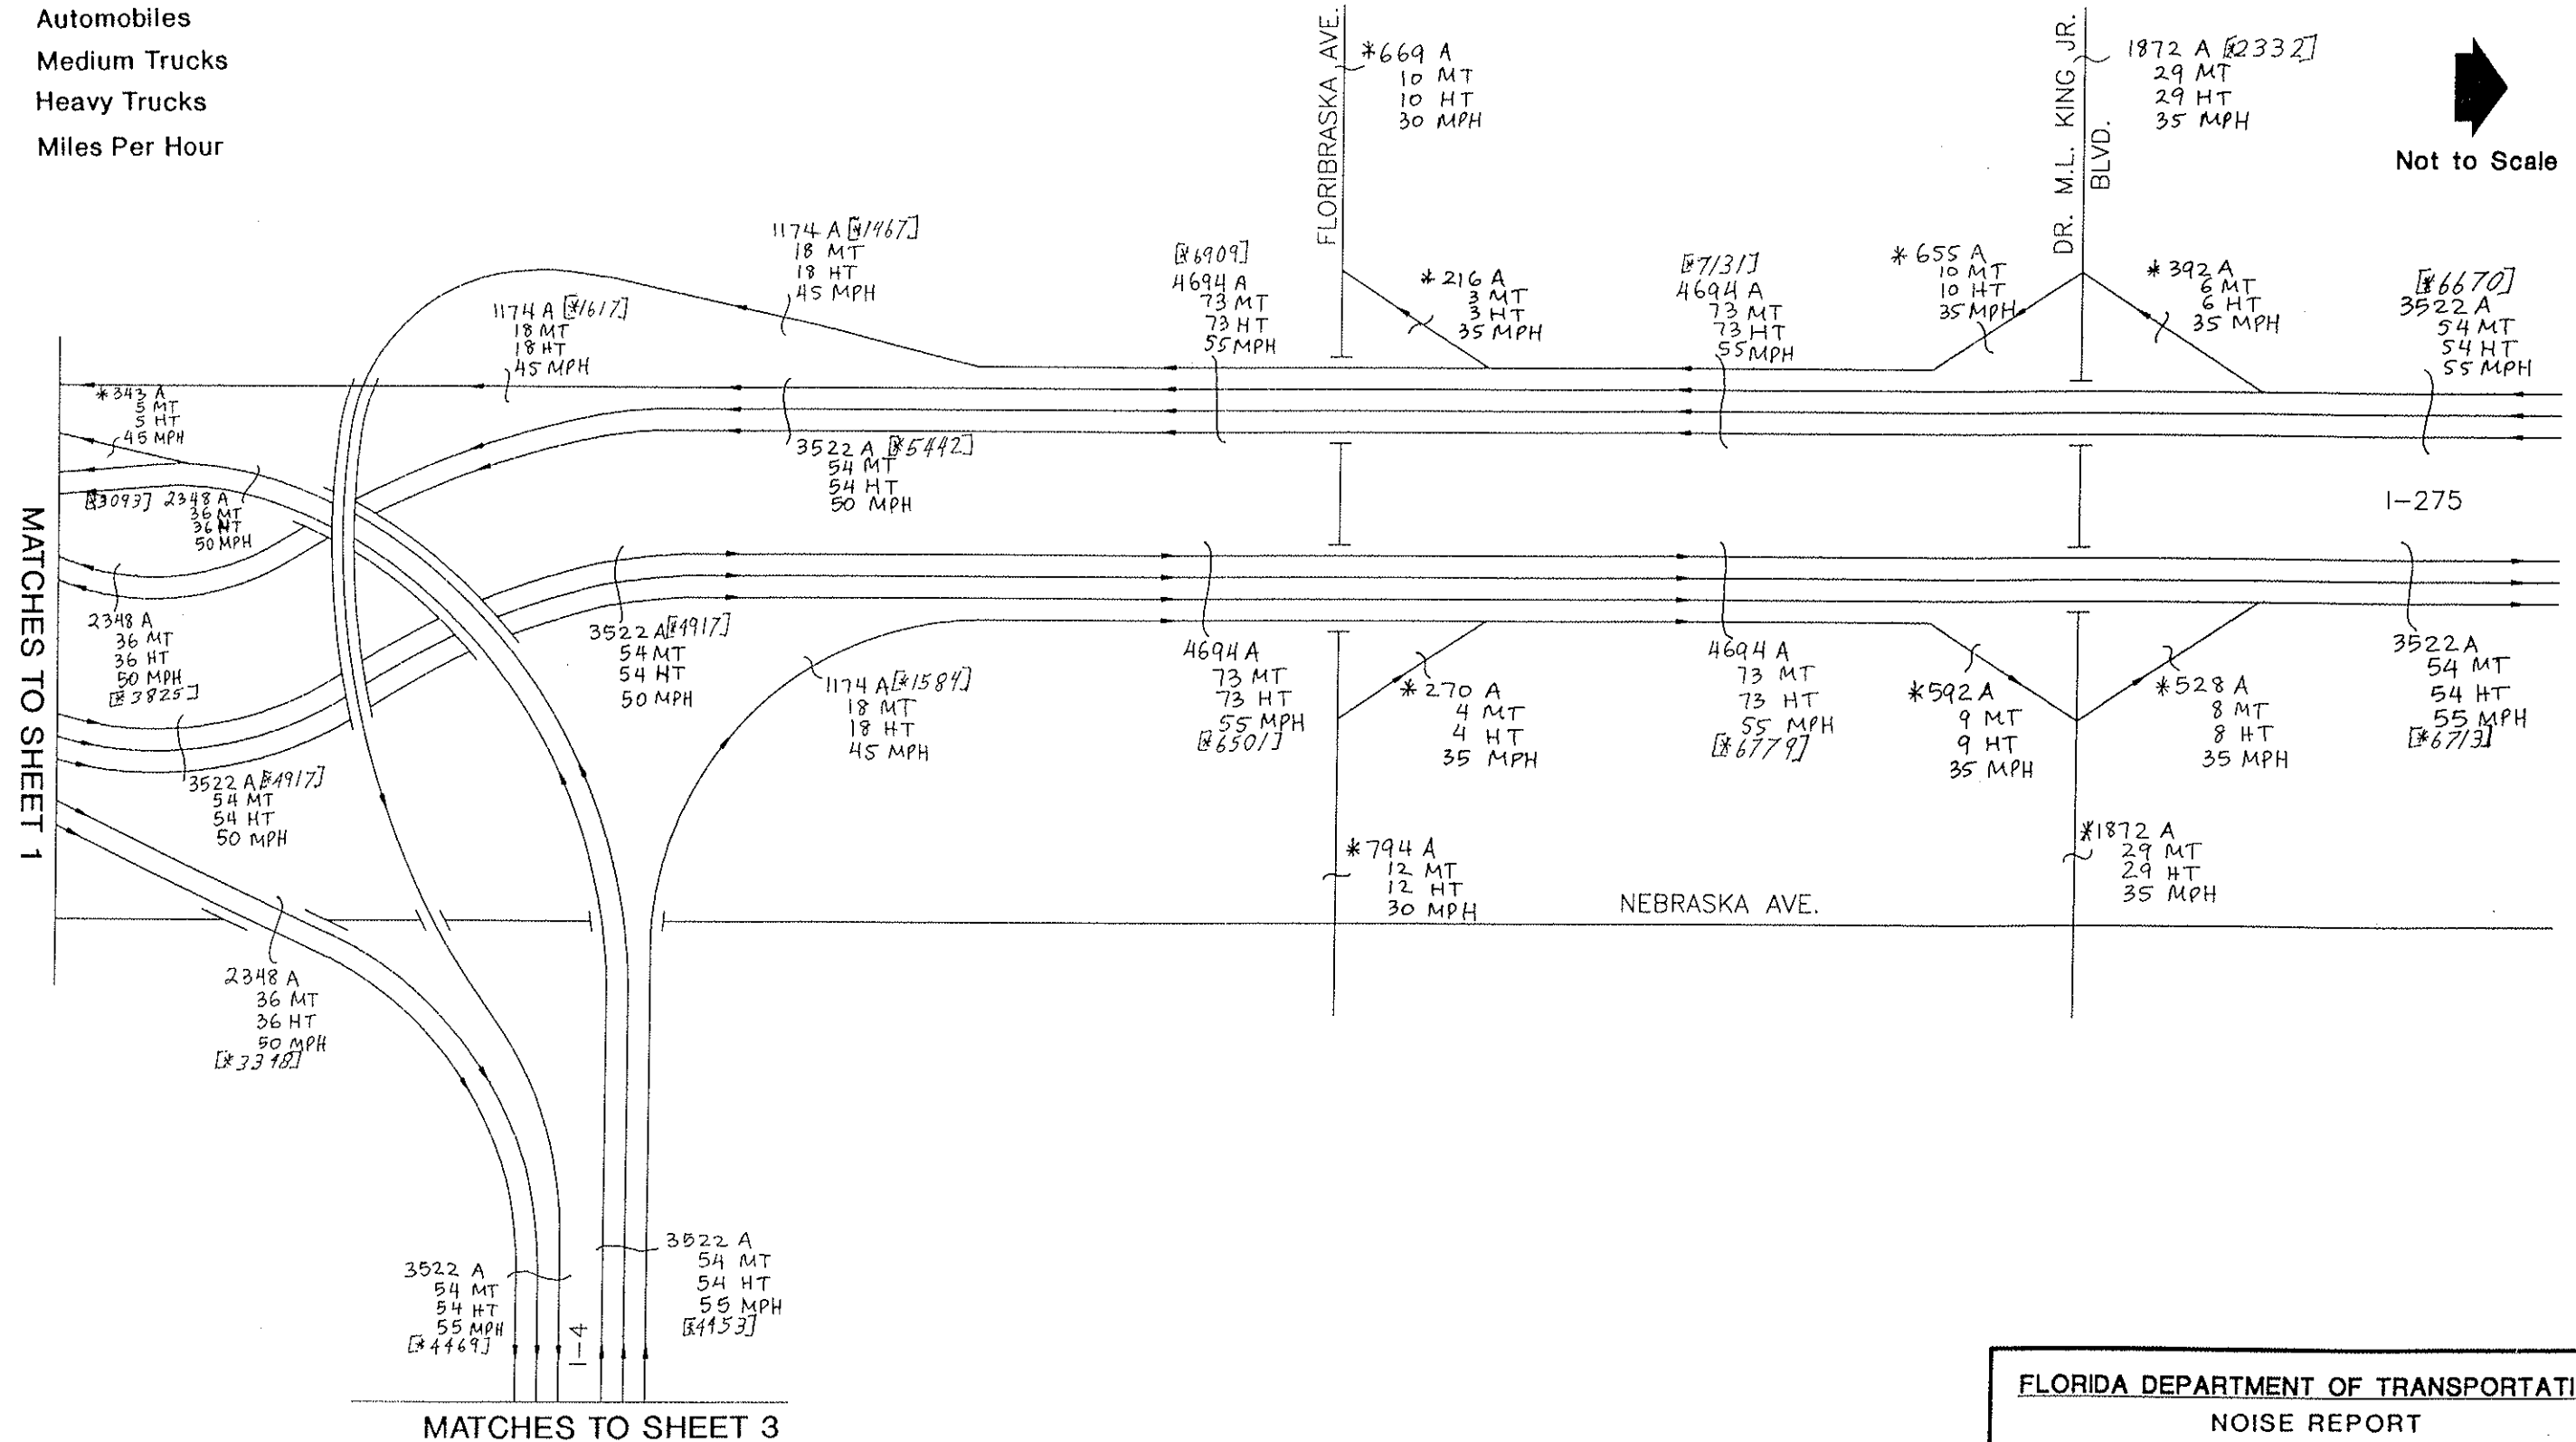 Automobiles
Medium Trucks
Heavy Trucks
Miles Per Hour
FLORIBRASKA AVE.
*669 A
10 MT
10 HT
30 MPH
DR. M.L. KING JR.
BLVD.
1872 A [*2332]
29 MT
29 HT
35 MPH
Not to Scale
1174 A [*1467]
18 MT
18 HT
45 MPH
1174 A [*1617]
18 MT
18 HT
45 MPH
[*6909]
4694 A
73 MT
73 HT
55 MPH
*216 A
3 MT
3 HT
35 MPH
[*7131]
4694 A
73 MT
73 HT
55 MPH
*655 A
10 MT
10 HT
35 MPH
*392 A
6 MT
6 HT
35 MPH
[*6670]
3522 A
54 MT
54 HT
55 MPH
*343 A
5 MT
5 HT
45 MPH
3522 A [*5442]
54 MT
54 HT
50 MPH
[*3093] 2348 A
36 MT
36 HT
50 MPH
I-275
MATCHES TO SHEET 1
2348 A
36 MT
36 HT
50 MPH
[*3825]
3522 A [*4917]
54 MT
54 HT
50 MPH
1174 A [*1584]
18 MT
18 HT
45 MPH
4694 A
73 MT
73 HT
55 MPH
[*6501]
*270 A
4 MT
4 HT
35 MPH
4694 A
73 MT
73 HT
55 MPH
[*6779]
*592 A
9 MT
9 HT
35 MPH
*528 A
8 MT
8 HT
35 MPH
3522 A
54 MT
54 HT
55 MPH
[*6713]
3522 A [*4917]
54 MT
54 HT
50 MPH
*794 A
12 MT
12 HT
30 MPH
NEBRASKA AVE.
*1872 A
29 MT
29 HT
35 MPH
2348 A
36 MT
36 HT
50 MPH
[*3348]
3522 A
54 MT
54 HT
55 MPH
[*4469]
I-4
3522 A
54 MT
54 HT
55 MPH
[*4453]
MATCHES TO SHEET 3
FLORIDA DEPARTMENT OF TRANSPORTATI
NOISE REPORT